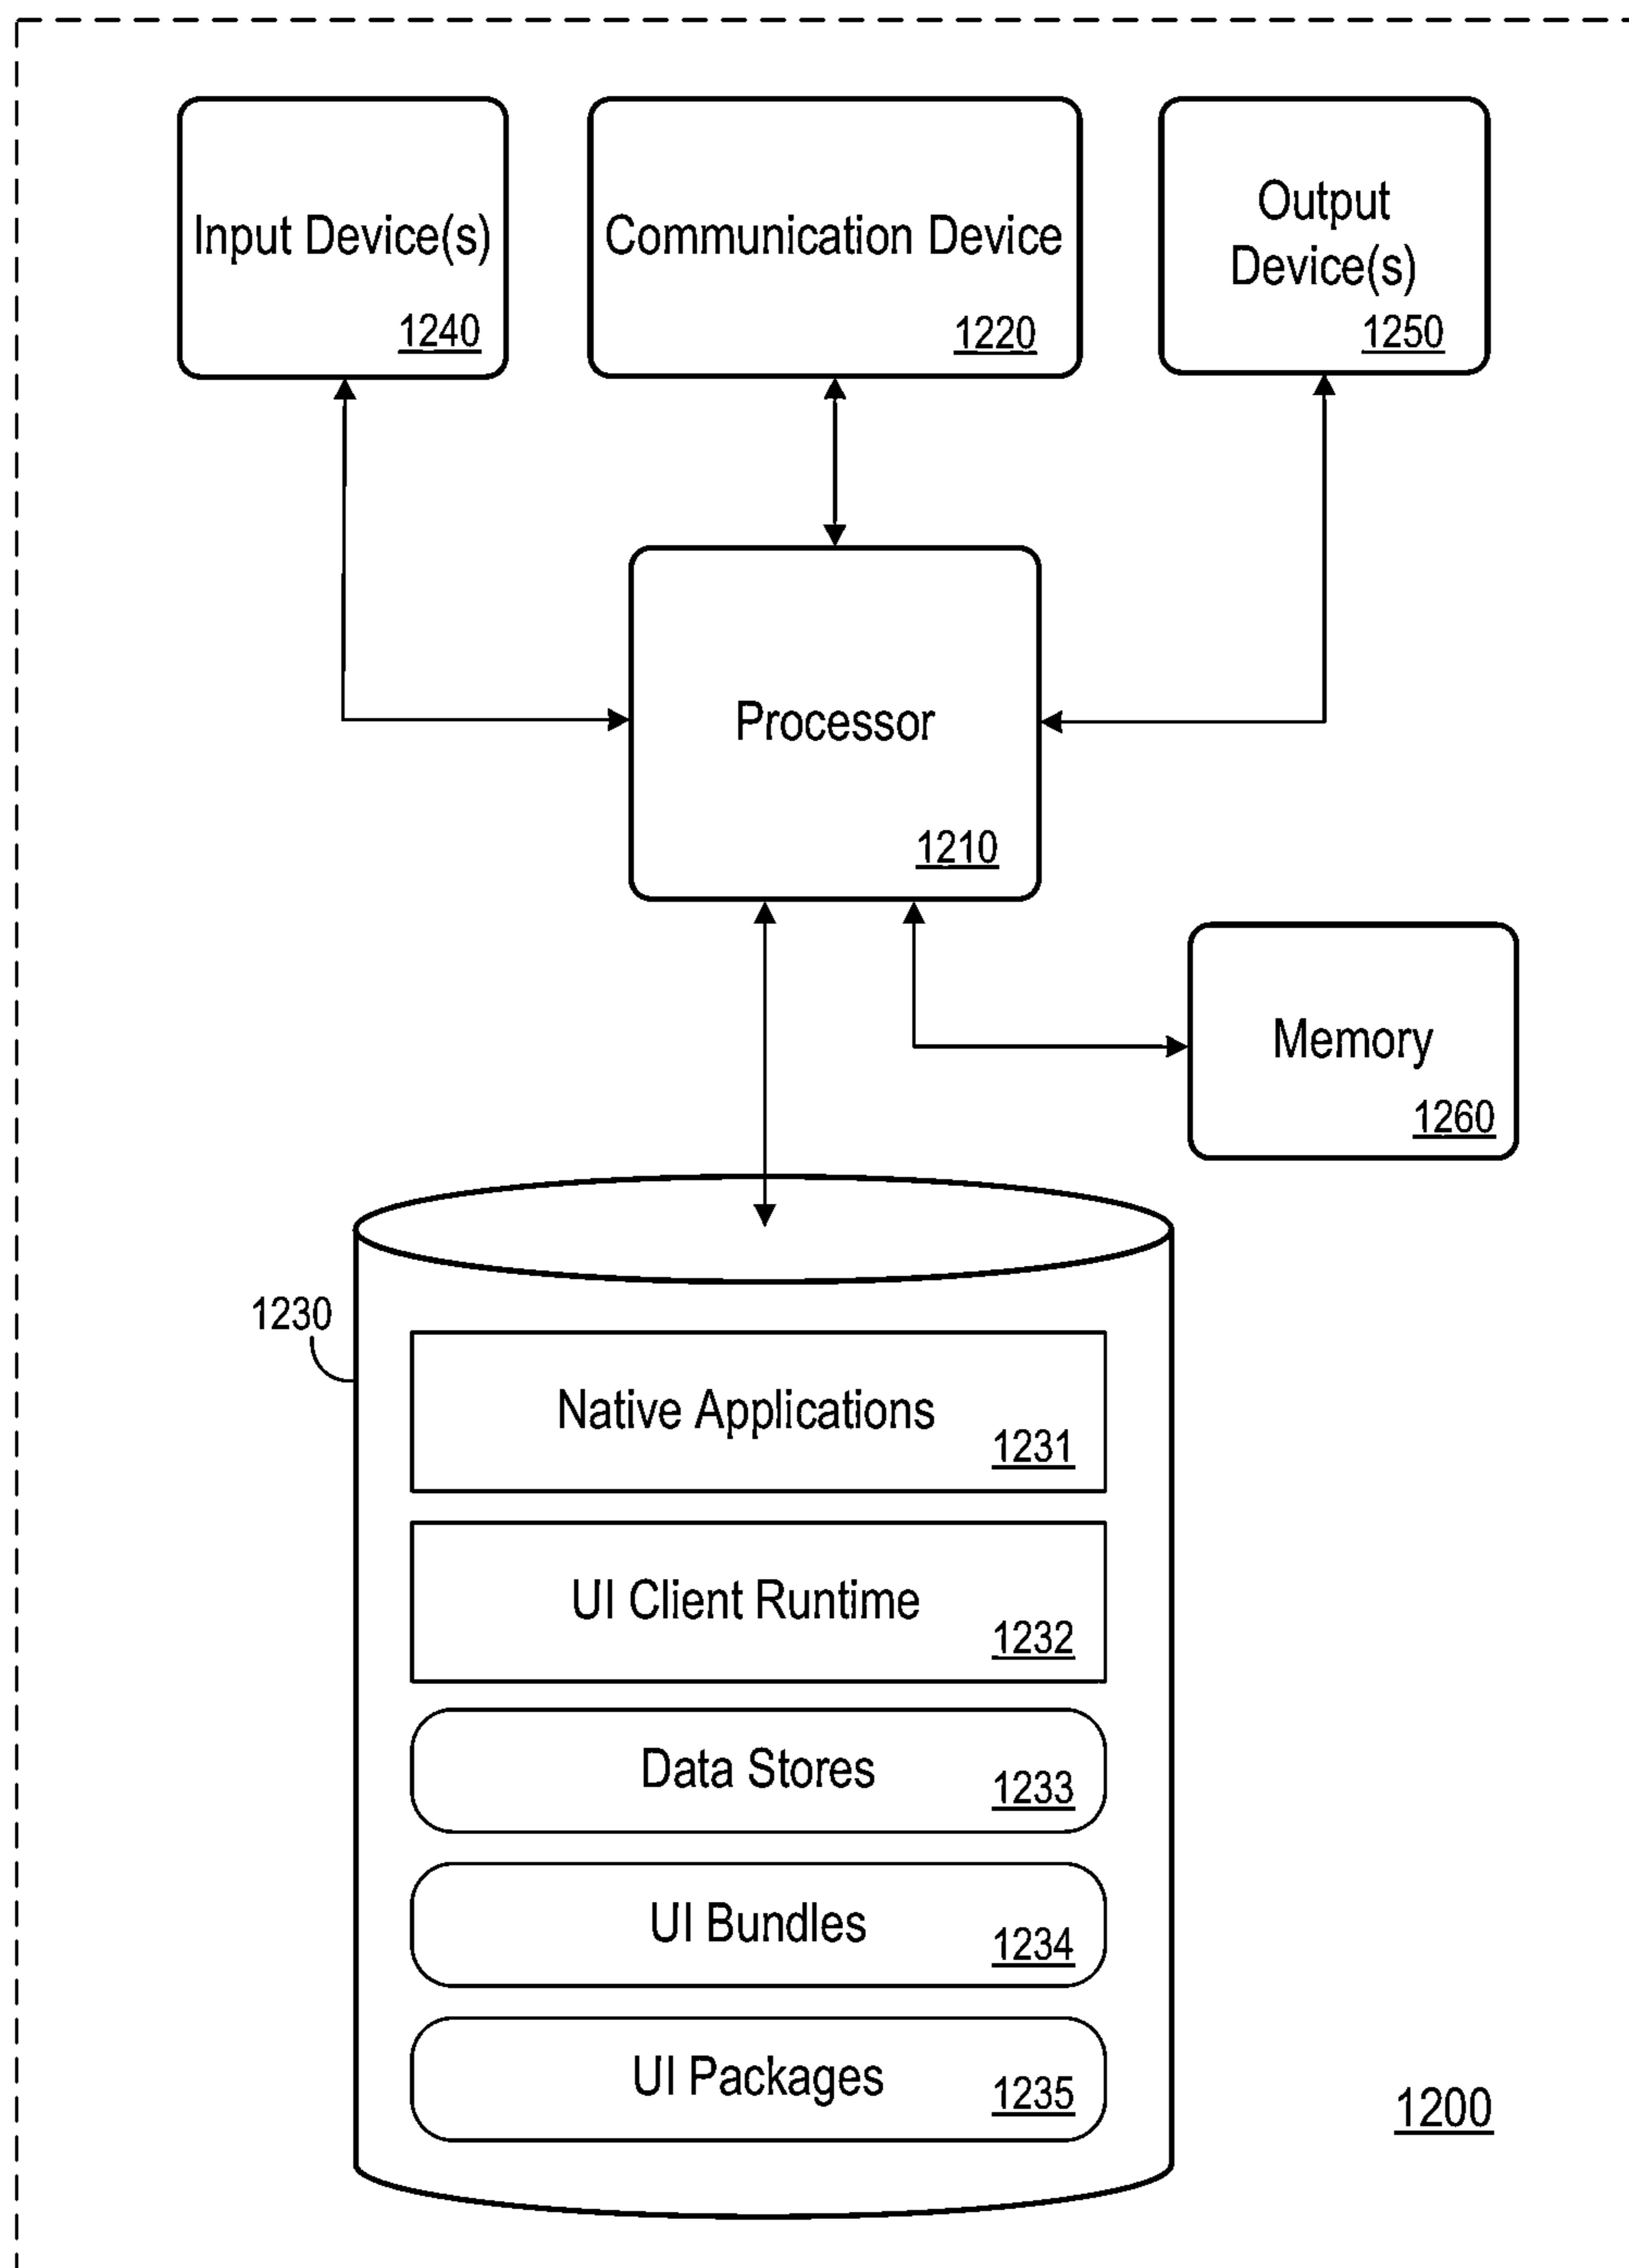 Input Device(s)
1240
Communication Device
1220
Output
Device(s)
1250
Processor
1210
Memory
1260
1230
Native Applications
1231
UI Client Runtime
1232
Data Stores
1233
UI Bundles
1234
UI Packages
1235
1200